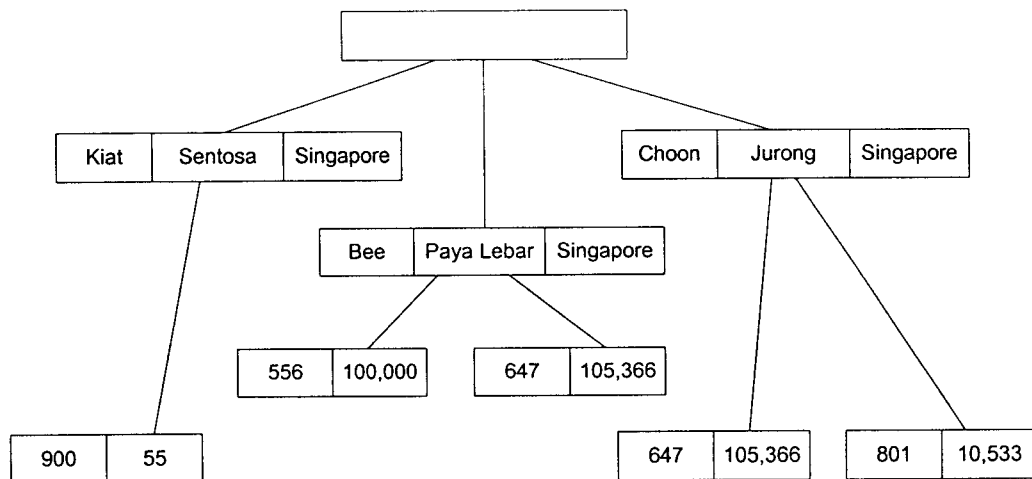 Kiat Sentosa Singapore
Choon Jurong Singapore
Bee Paya Lebar Singapore
556 100,000
647 105,366
900 55
647 105,366
801 10,533